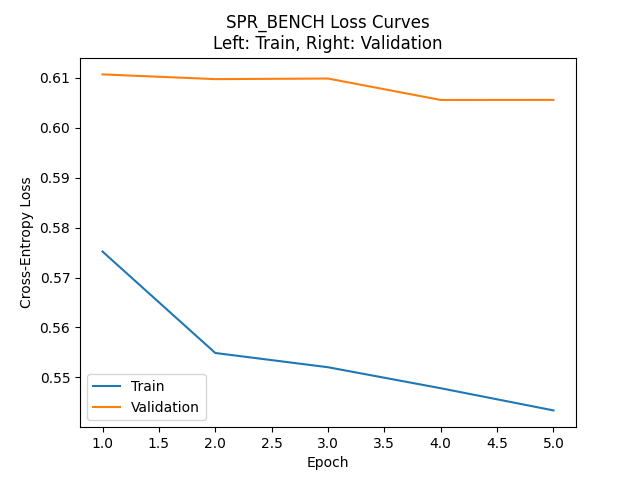 SPR_BENCH Loss Curves
Left: Train, Right: Validation
Cross-Entropy Loss
0.61
0.60
0.59
0.58
0.57
0.56
0.55
Train
Validation
1.0 1.5 2.0 2.5 3.0 3.5 4.0 4.5 5.0
Epoch